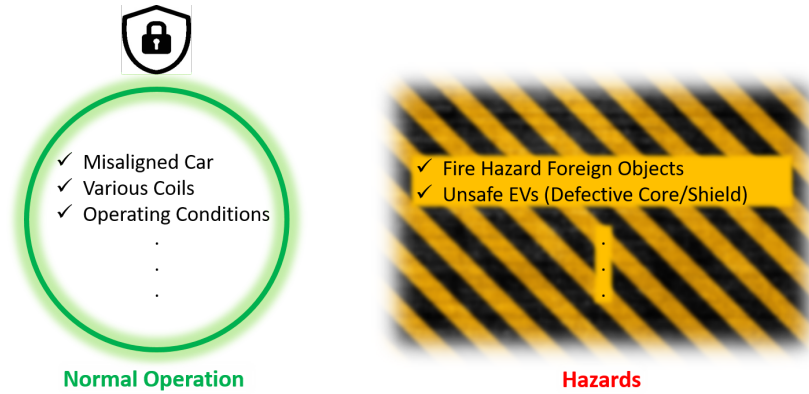 Misaligned Car
Various Coils
Operating Conditions
.
.
.
Normal Operation
Fire Hazard Foreign Objects
Unsafe EVs (Defective Core/Shield)
.
.
.
Hazards